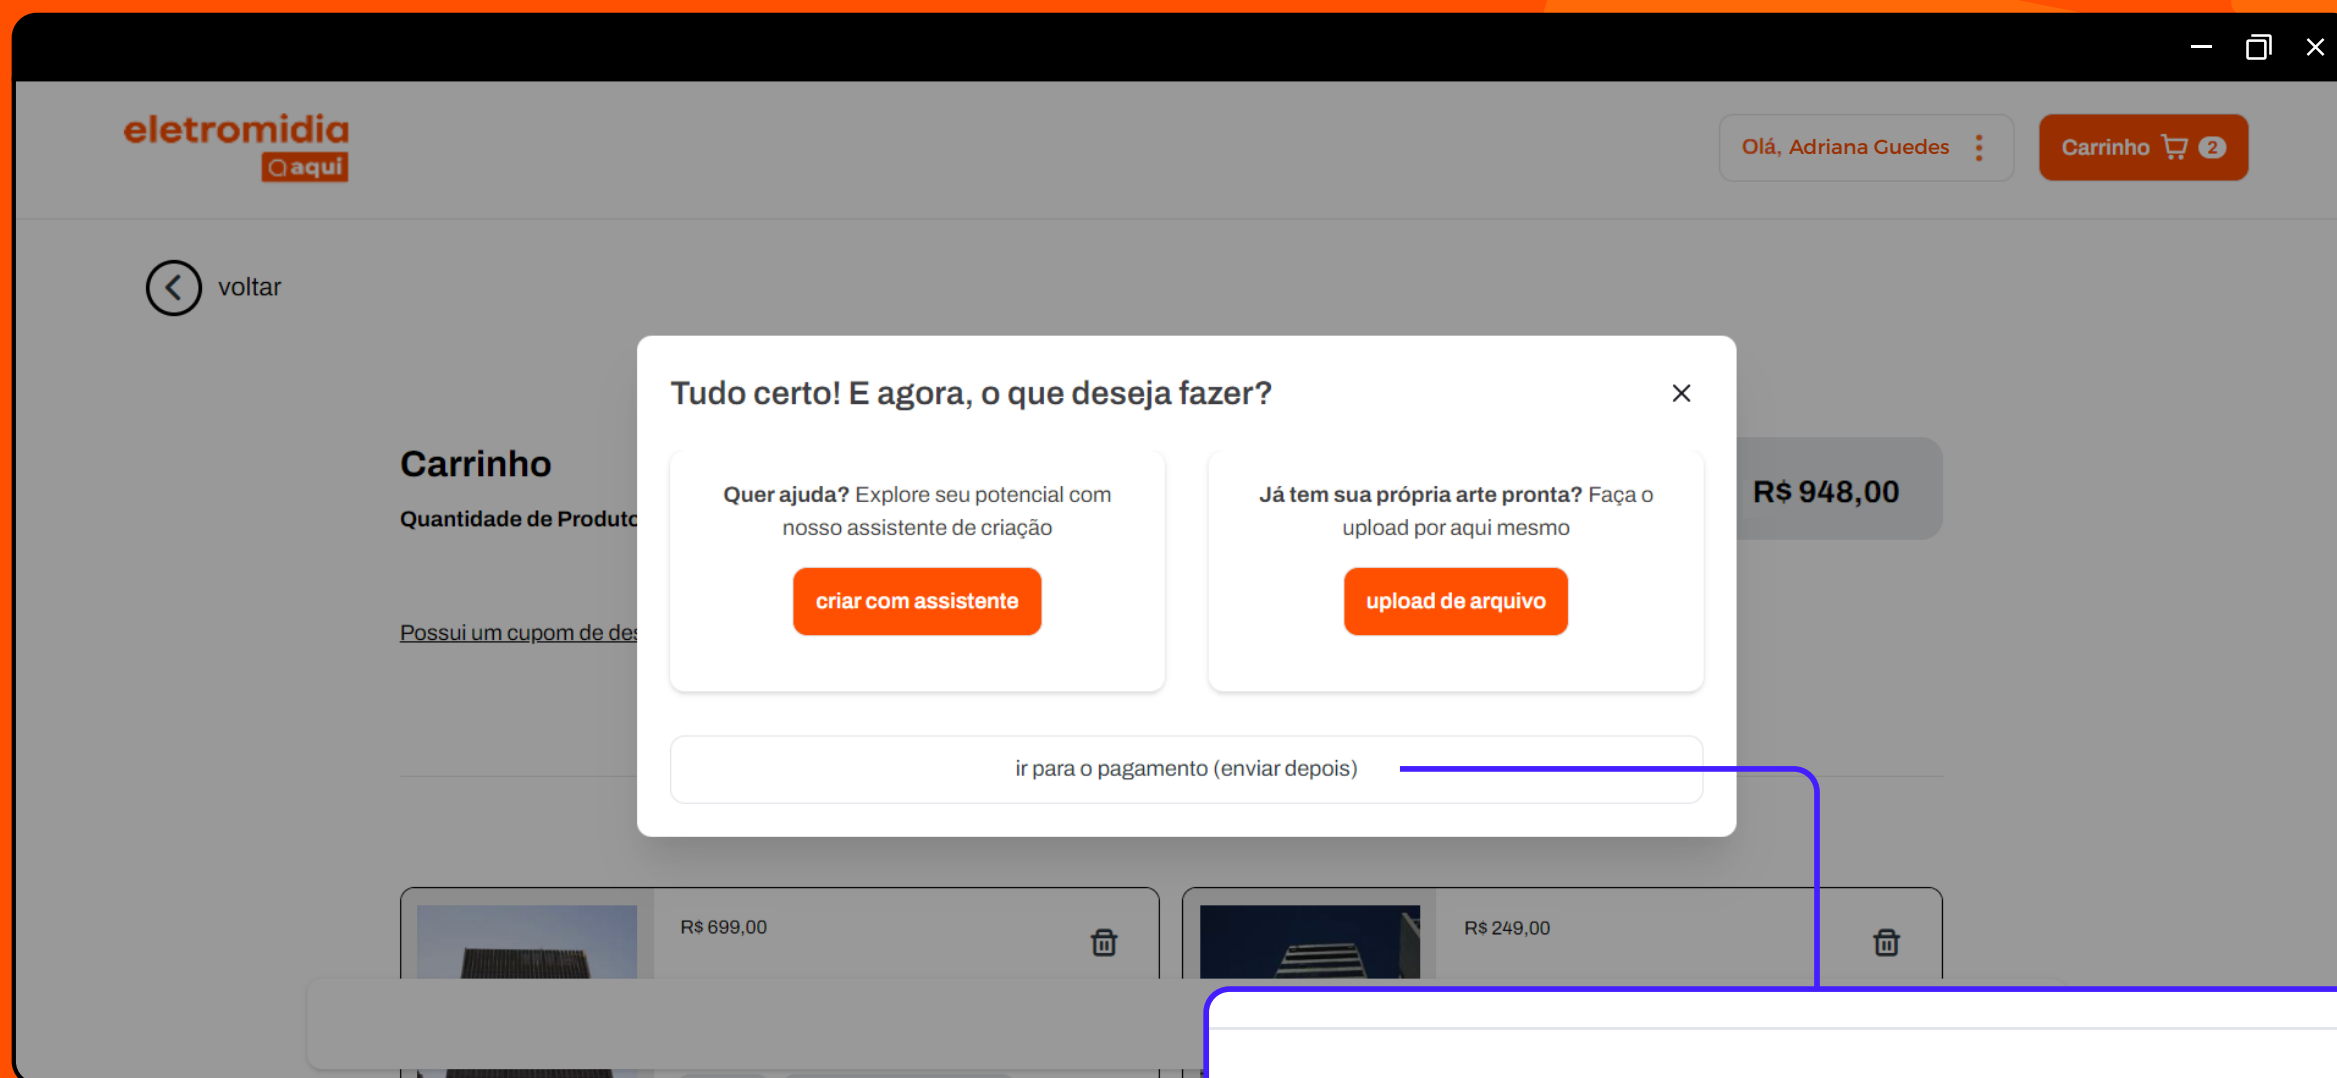 eletromidia
aqui
Olá, Adriana Guedes
Carrinho 2
voltar
Tudo certo! E agora, o que deseja fazer?
Carrinho
Quantidade de
R$ 948,00
Quer ajuda? Explore seu potencial com
nosso assistente de criação
criar com assistente
Já tem sua própria arte pronta? Faça o
upload por aqui mesmo
upload de arquivo
Possui um cupom de
ir para o pagamento (enviar depois)
R$ 699,00
R$ 249,00